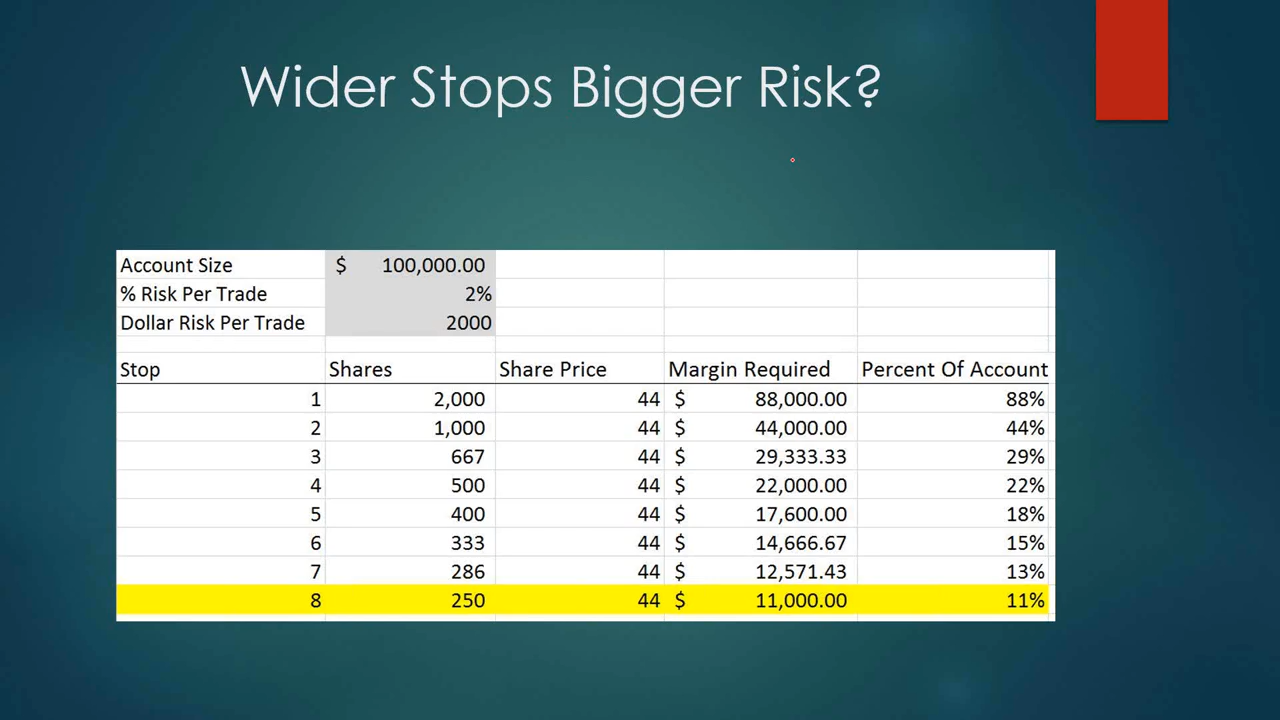 Wider Stops Bigger Risk?
Account Size $ 100,000.00
% Risk Per Trade 2%
Dollar Risk Per Trade 2000
Stop Shares Share Price Margin Required Percent Of Account
1 2,000 44 $ 88,000.00 88%
2 1,000 44 $ 44,000.00 44%
3 667 44 $ 29,333.33 29%
4 500 44 $ 22,000.00 22%
5 400 44 $ 17,600.00 18%
6 333 44 $ 14,666.67 15%
7 286 44 $ 12,571.43 13%
8 250 44 $ 11,000.00 11%